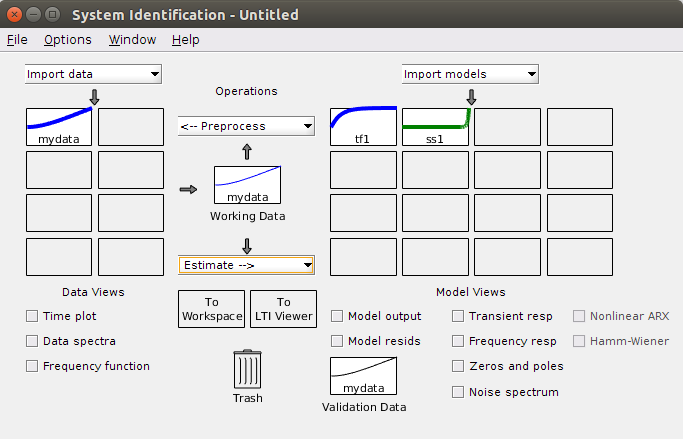 System Identification - Untitled
File Options Window Help
Import data
Import models
Operations
<-- Preprocess
mydata
tf1
ss1
mydata
Working Data
Estimate -->
Data Views
Model Views
To
Workspace
To
LTI Viewer
Time plot
Data spectra
Frequency function
Model output
Model resids
Transient resp
Frequency resp
Zeros and poles
Noise spectrum
Nonlinear ARX
Hamm-Wiener
Trash
mydata
Validation Data